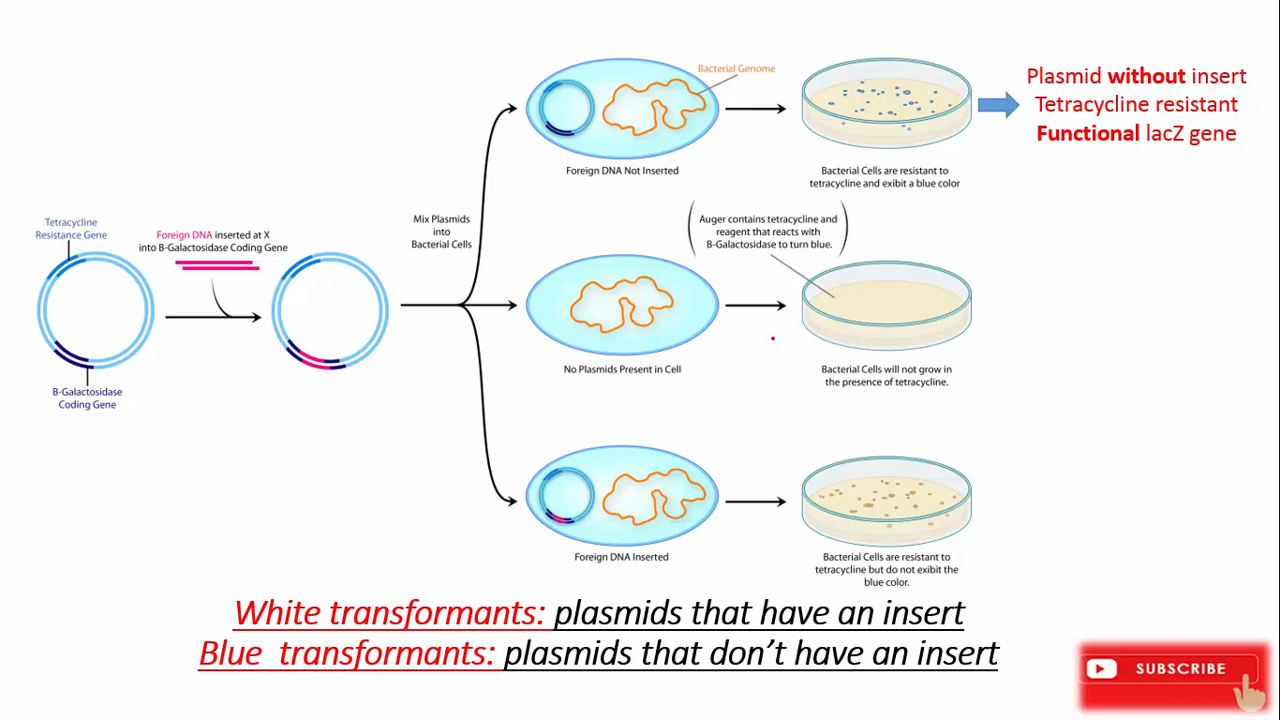 Bacterial Genome
Plasmid without insert
Tetracycline resistant
Functional lacZ gene
Foreign DNA Not Inserted
Bacterial Cells are resistant to
tetracycline and exibit a blue color
Tetracycline
Resistance Gene
Foreign DNA inserted at X
into B-Galactosidase Coding Gene
Mix Plasmids
into
Bacterial Cells
Auger contains tetracycline and
reagent that reacts with
B-Galactosidase to turn blue.
B-Galactosidase
Coding Gene
No Plasmids Present in Cell
Bacterial Cells will not grow in
the presence of tetracycline.
Foreign DNA Inserted
Bacterial Cells are resistant to
tetracycline but do not exibit the
blue color.
White transformants: plasmids that have an insert
Blue transformants: plasmids that don't have an insert
SUBSCRIBE